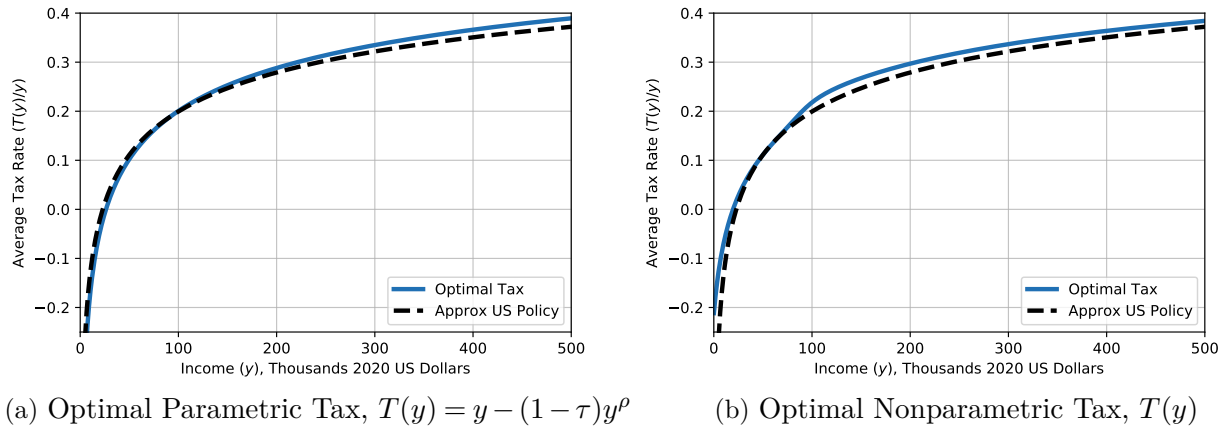 Average Tax Rate (T(y)/y)
0.4
0.3
0.2
0.1
0.0
−0.1
−0.2
0 100 200 300 400 500
Income (y), Thousands 2020 US Dollars
Optimal Tax
Approx US Policy
(a) Optimal Parametric Tax, T(y) = y − (1 − τ)y^ρ
Average Tax Rate (T(y)/y)
0.4
0.3
0.2
0.1
0.0
−0.1
−0.2
0 100 200 300 400 500
Income (y), Thousands 2020 US Dollars
Optimal Tax
Approx US Policy
(b) Optimal Nonparametric Tax, T(y)